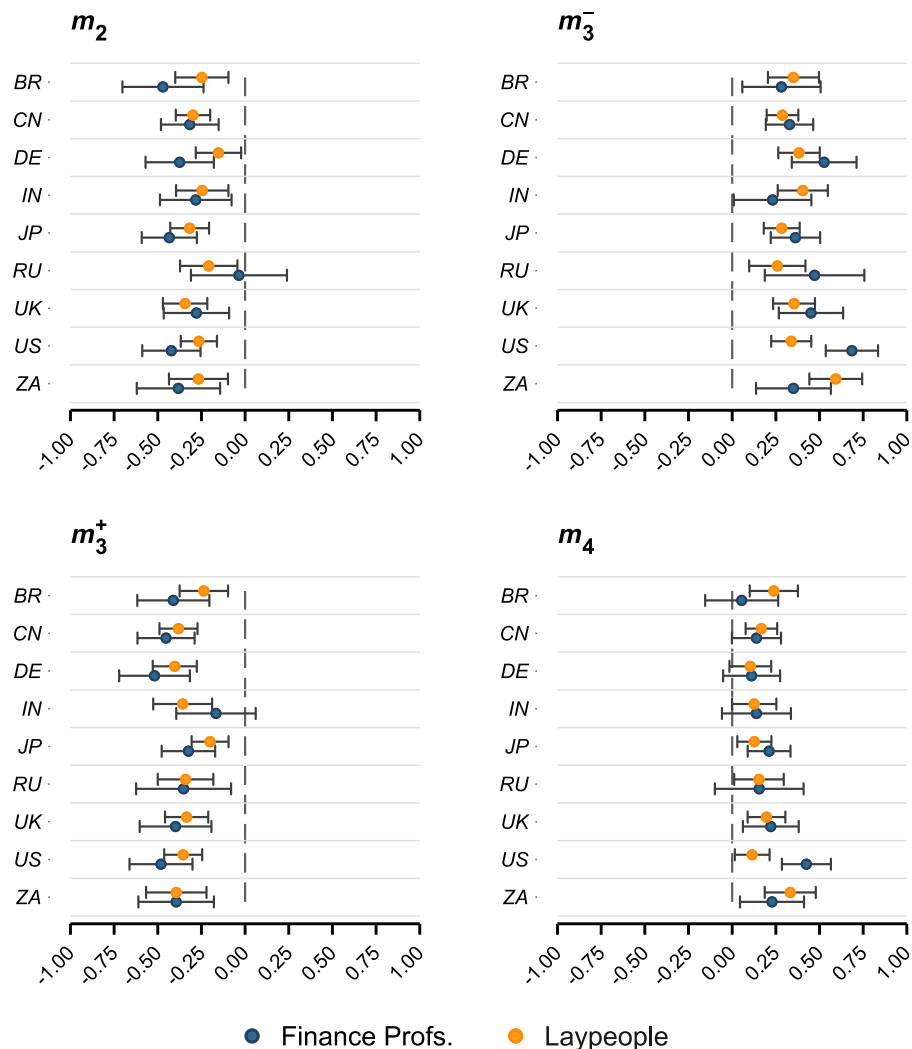 m₂
BR
CN
DE
IN
JP
RU
UK
US
ZA
-1.00 -0.75 -0.50 -0.25 0.00 0.25 0.50 0.75 1.00
m₃⁻
BR
CN
DE
IN
JP
RU
UK
US
ZA
-1.00 -0.75 -0.50 -0.25 0.00 0.25 0.50 0.75 1.00
m₃⁺
BR
CN
DE
IN
JP
RU
UK
US
ZA
-1.00 -0.75 -0.50 -0.25 0.00 0.25 0.50 0.75 1.00
m₄
BR
CN
DE
IN
JP
RU
UK
US
ZA
-1.00 -0.75 -0.50 -0.25 0.00 0.25 0.50 0.75 1.00
Finance Profs. Laypeople